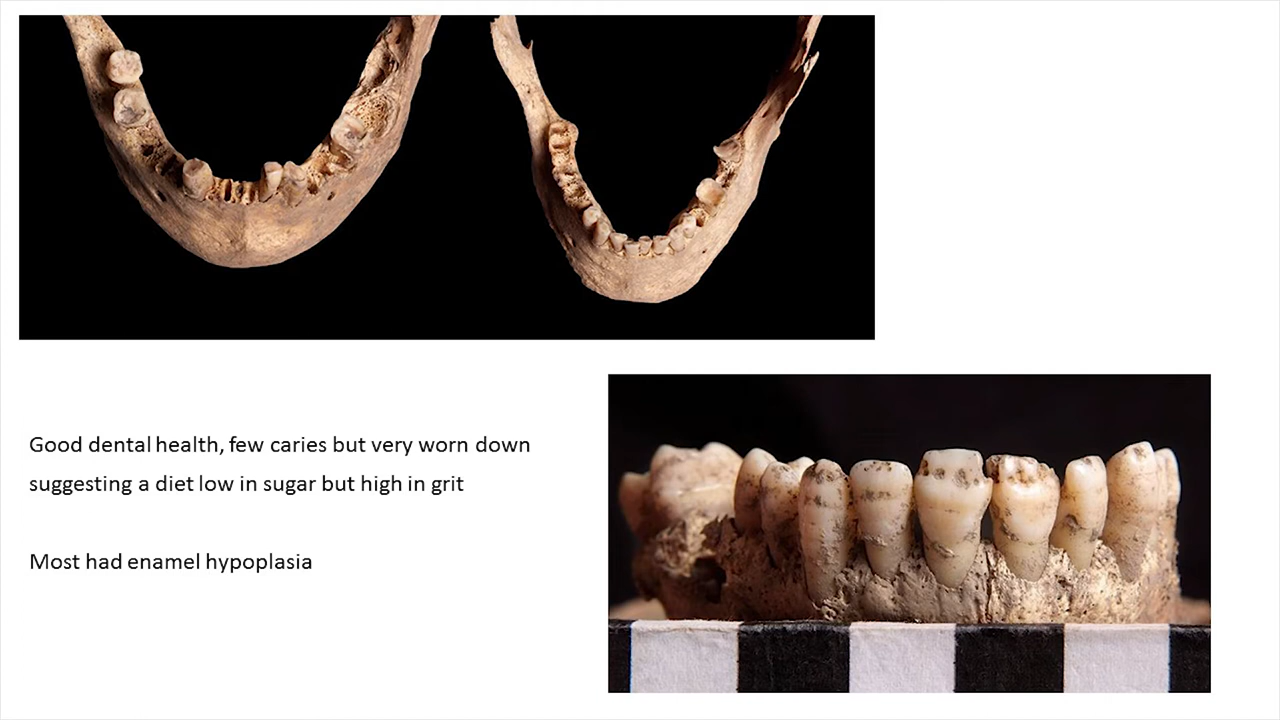 Good dental health, few caries but very worn down
suggesting a diet low in sugar but high in grit
Most had enamel hypoplasia